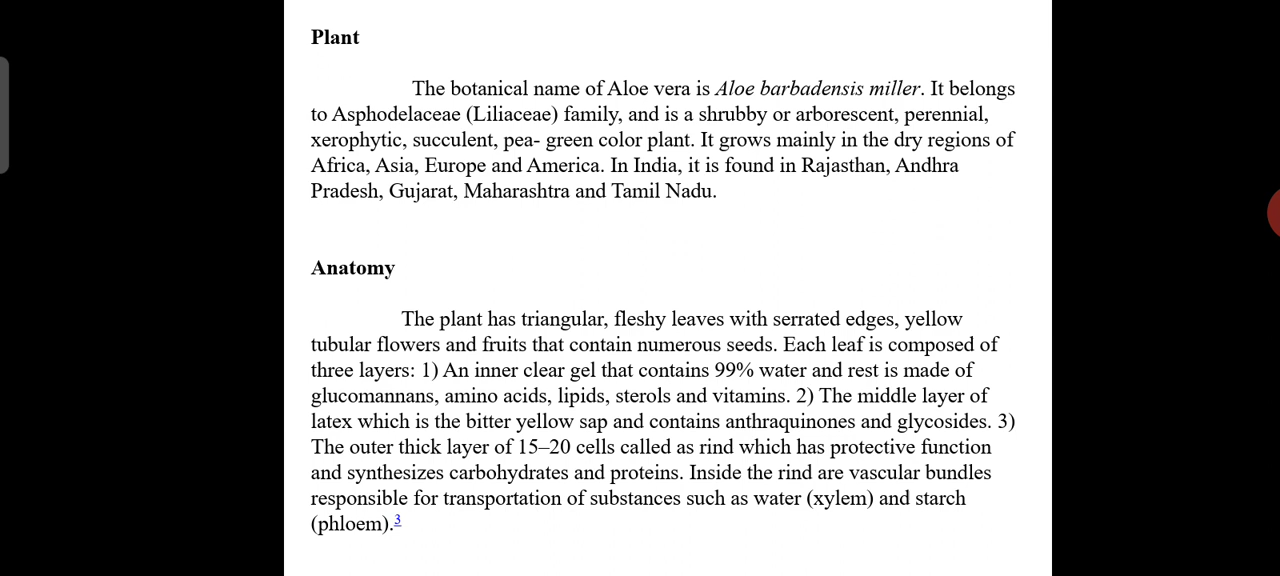 Plant
The botanical name of Aloe vera is Aloe barbadensis miller. It belongs
to Asphodelaceae (Liliaceae) family, and is a shrubby or arborescent, perennial,
xerophytic, succulent, pea- green color plant. It grows mainly in the dry regions of
Africa, Asia, Europe and America. In India, it is found in Rajasthan, Andhra
Pradesh, Gujarat, Maharashtra and Tamil Nadu.
Anatomy
The plant has triangular, fleshy leaves with serrated edges, yellow
tubular flowers and fruits that contain numerous seeds. Each leaf is composed of
three layers: 1) An inner clear gel that contains 99% water and rest is made of
glucomannans, amino acids, lipids, sterols and vitamins. 2) The middle layer of
latex which is the bitter yellow sap and contains anthraquinones and glycosides. 3)
The outer thick layer of 15–20 cells called as rind which has protective function
and synthesizes carbohydrates and proteins. Inside the rind are vascular bundles
responsible for transportation of substances such as water (xylem) and starch
(phloem).3